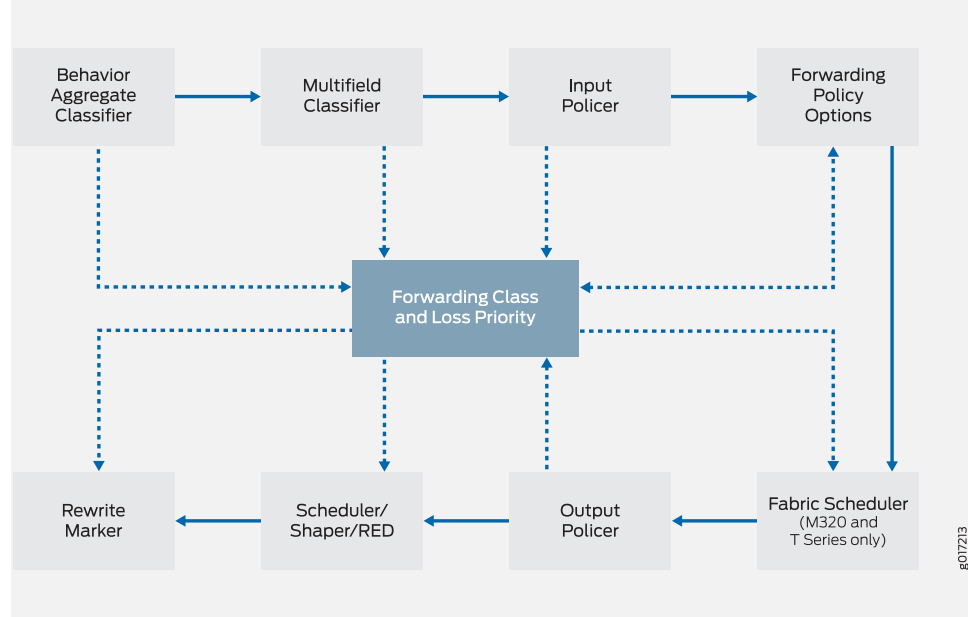 Behavior
Aggregate
Classifier
Multifield
Classifier
Input
Policer
Forwarding
Policy
Options
Forwarding Class
and Loss Priority
Rewrite
Marker
Scheduler/
Shaper/RED
Output
Policer
Fabric Scheduler
(M320 and
T Series only)
g017213